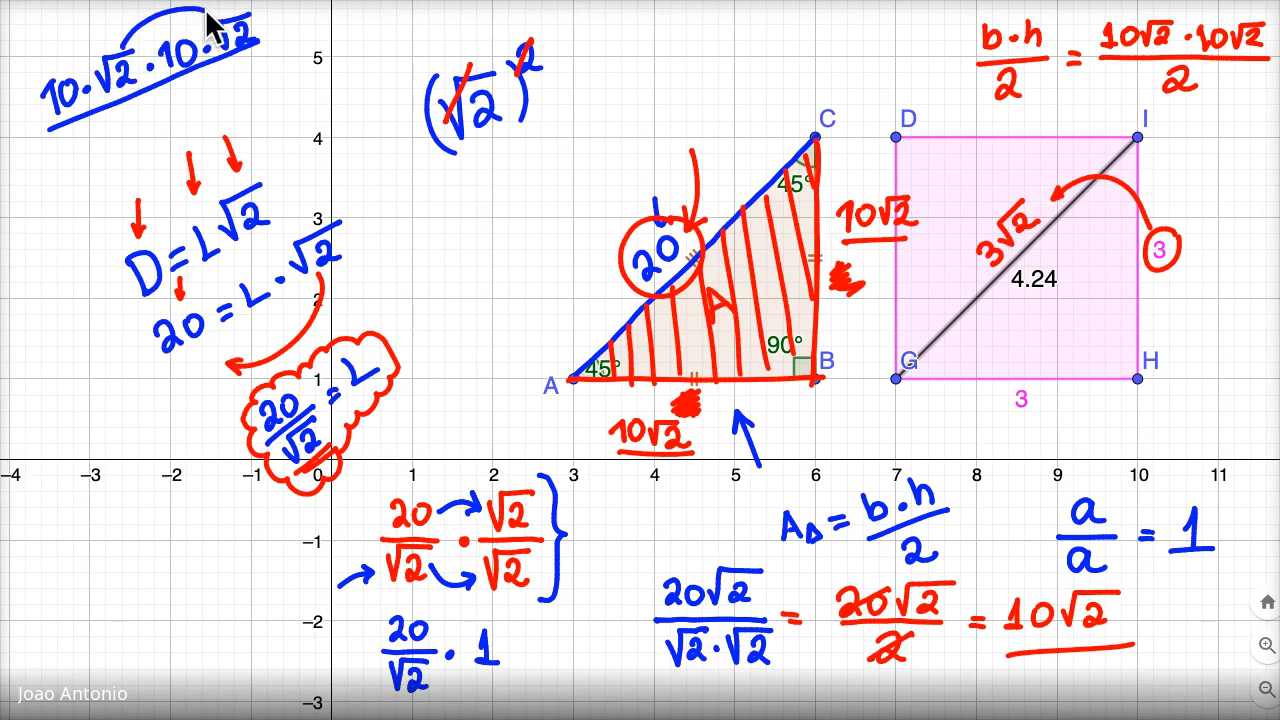 10·√2·10·√2
(√2)²
b·h/2 = 10√2·10√2/2
D = L√2
20 = L·√2
20/√2 = L
C
D
I
45°
20
L
10√2
A
3√2
3
4.24
90°
B
G
H
A
45°
3
10√2
5
4
3
2
1
-4 -3 -2 -1 0 1 2 3 4 5 6 7 8 9 10 11
-1
-2
-3
20/√2 · √2/√2
20/√2 · 1
A△ = b·h/2
a/a = 1
20√2/√2·√2 = 20√2/2 = 10√2
Joao Antonio